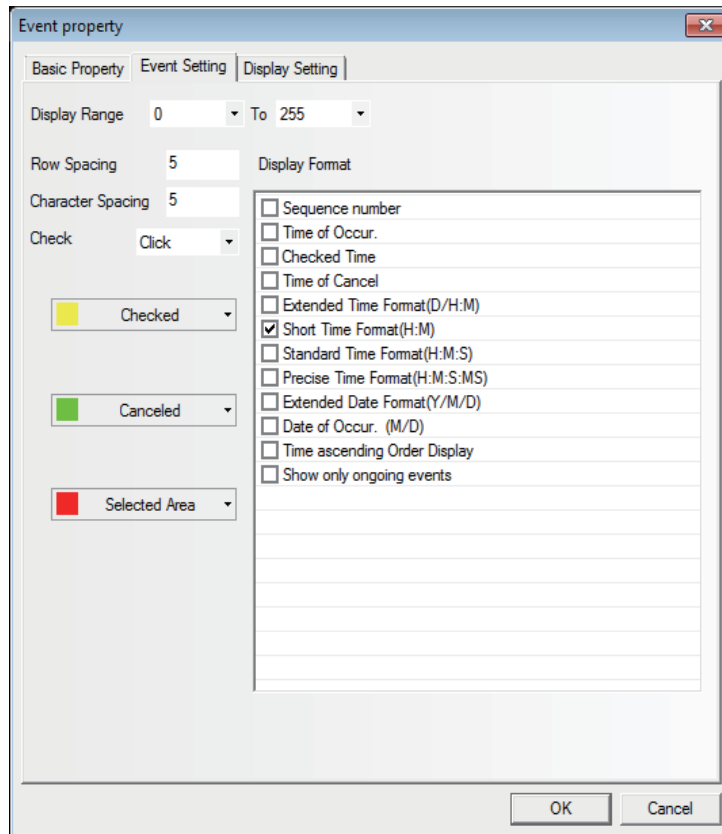 Event property
Basic Property Event Setting Display Setting
Display Range 0 To 255
Row Spacing 5 Display Format
Character Spacing 5
Check Click
Checked
Canceled
Selected Area
Sequence number
Time of Occur.
Checked Time
Time of Cancel
Extended Time Format(D/H:M)
Short Time Format(H:M)
Standard Time Format(H:M:S)
Precise Time Format(H:M:S:MS)
Extended Date Format(Y/M/D)
Date of Occur. (M/D)
Time ascending Order Display
Show only ongoing events
OK Cancel